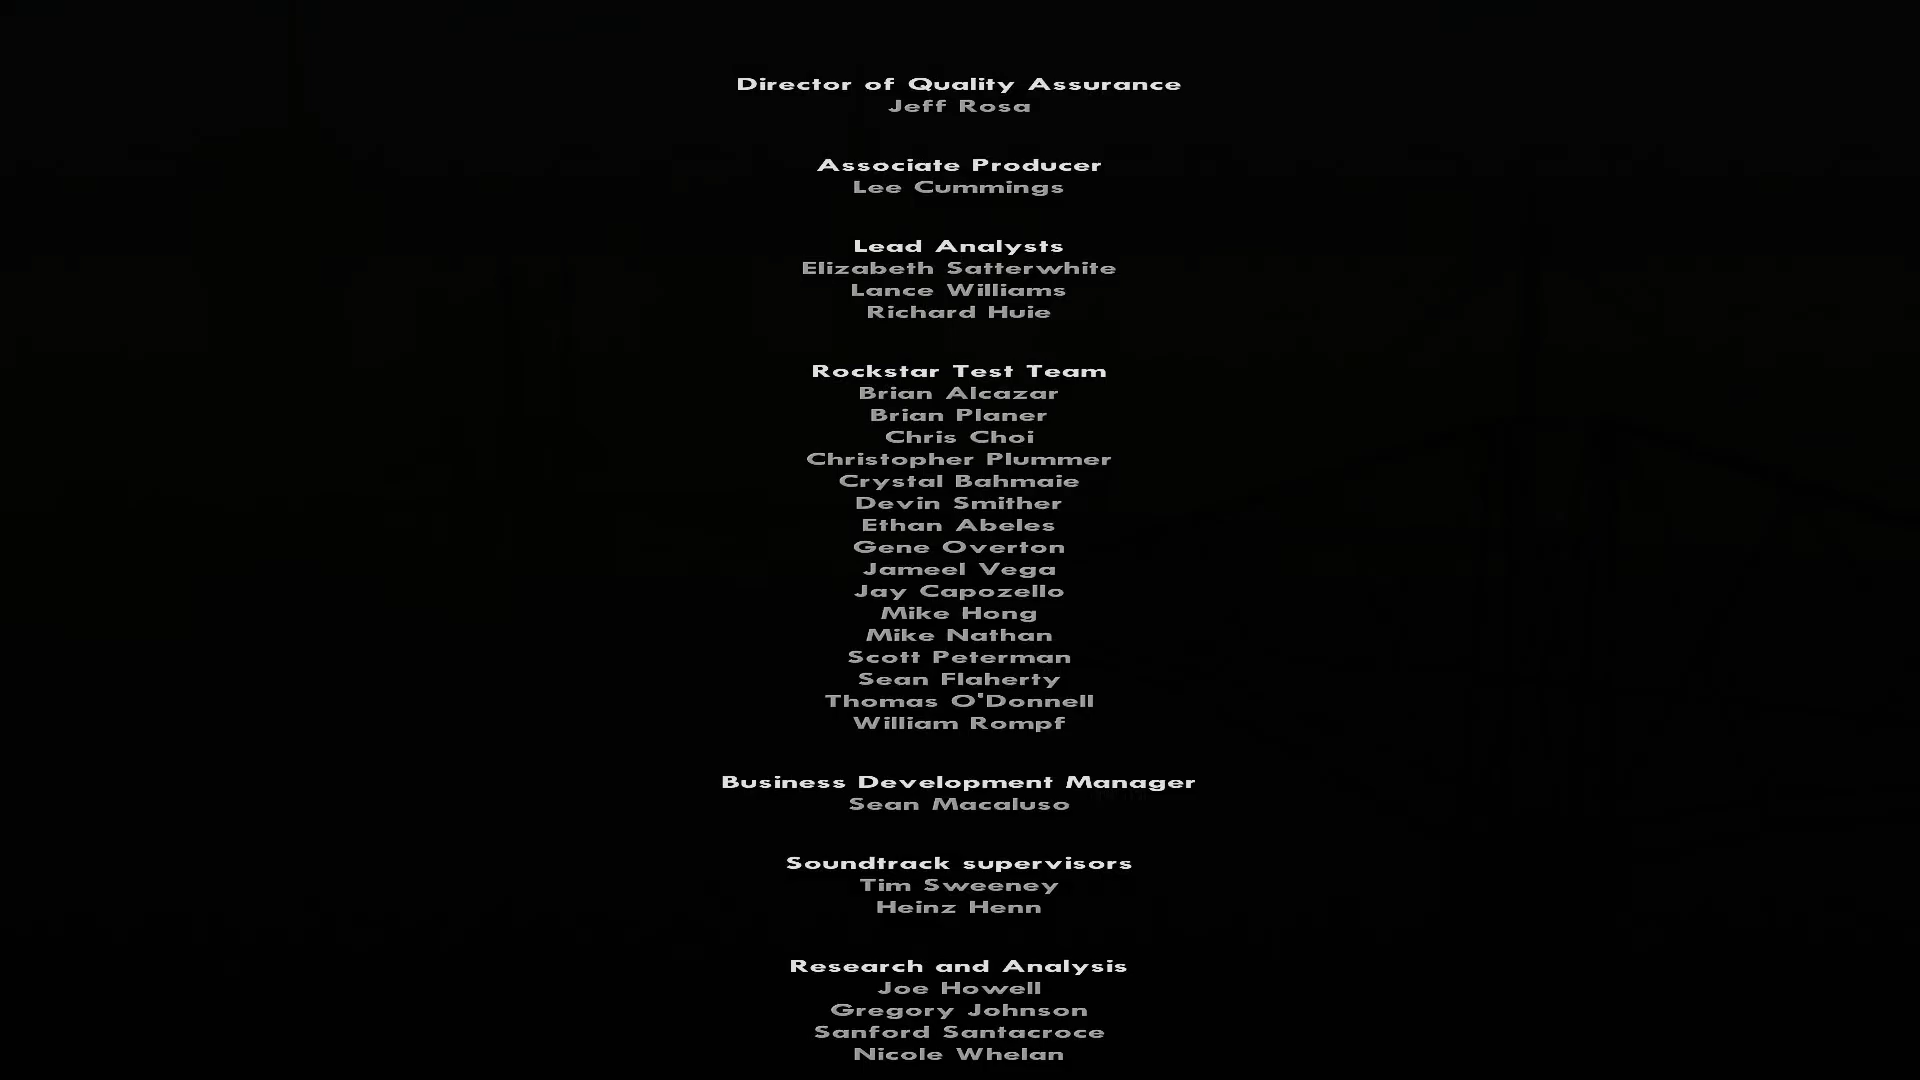 Director of Quality Assurance
Jeff Rosa
Associate Producer
Lee Cummings
Lead Analysts
Elizabeth Satterwhite
Lance Williams
Richard Huie
Rockstar Test Team
Brian Alcazar
Brian Planer
Chris Choi
Christopher Plummer
Crystal Bahmaie
Devin Smither
Ethan Abeles
Gene Overton
Jameel Vega
Jay Capozello
Mike Hong
Mike Nathan
Scott Peterman
Sean Flaherty
Thomas O'Donnell
William Rompf
Business Development Manager
Sean Macaluso
Soundtrack supervisors
Tim Sweeney
Heinz Henn
Research and Analysis
Joe Howell
Gregory Johnson
Sanford Santacroce
Nicole Whelan